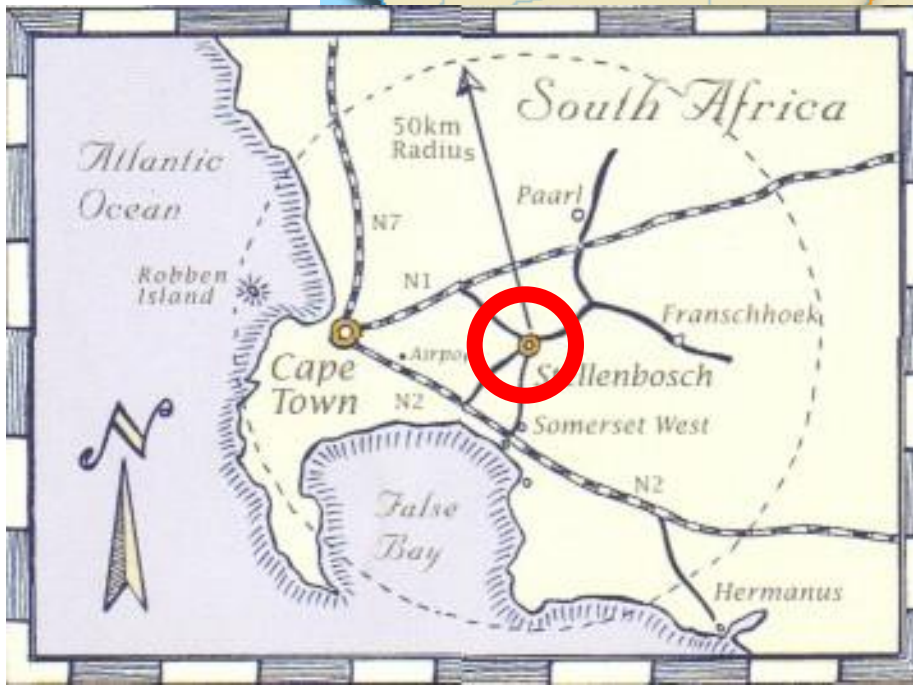 South Africa
50km
Radius
Atlantic
Ocean
Paarl
N7
Robben
Island
N1
Franschhoek
Airpo
Cape
Town
Stellenbosch
N2
Somerset West
N2
False
Bay
N
Hermanus